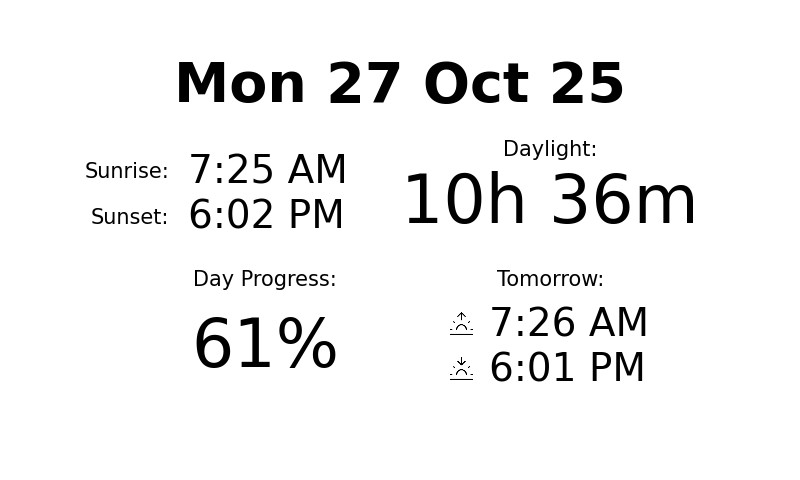 Mon 27 Oct 25
Sunrise: 7:25 AM
Sunset: 6:02 PM
Daylight:
10h 36m
Day Progress:
61%
Tomorrow:
7:26 AM
6:01 PM